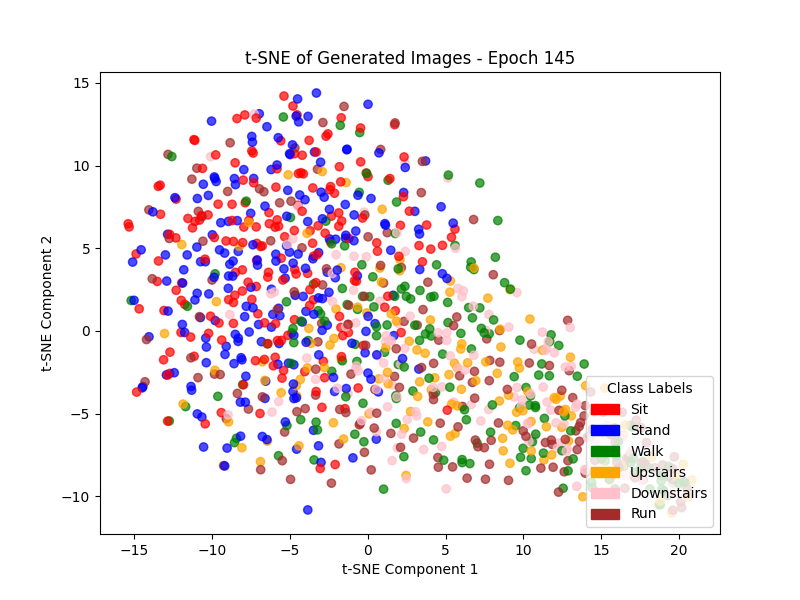 t-SNE of Generated Images - Epoch 145
15
10
5
0
−5
−10
t-SNE Component 2
Class Labels
Sit
Stand
Walk
Upstairs
Downstairs
Run
−15
−10
−5
0
5
10
15
20
t-SNE Component 1